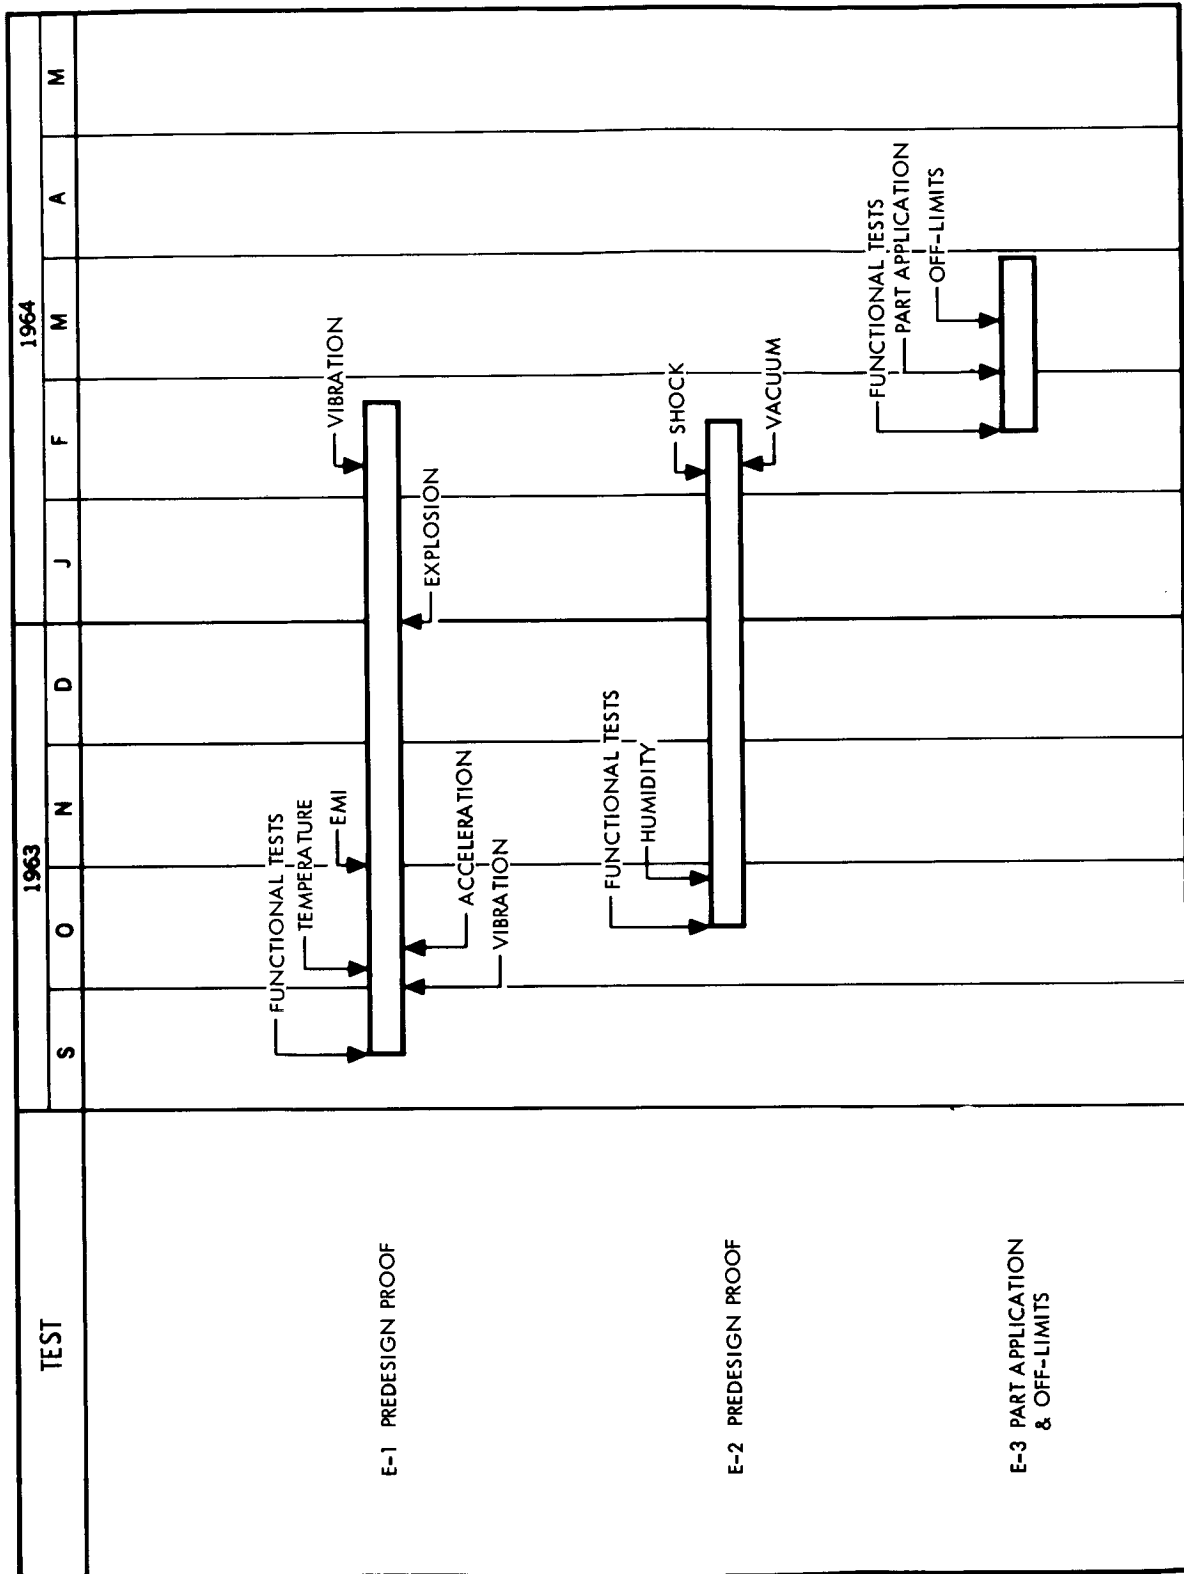 TEST
1963
1964
S O N D J F M A M
E-1 PREDESIGN PROOF
FUNCTIONAL TESTS
TEMPERATURE
EMI
VIBRATION
EXPLOSION
ACCELERATION
VIBRATION
E-2 PREDESIGN PROOF
FUNCTIONAL TESTS
HUMIDITY
SHOCK
VACUUM
E-3 PART APPLICATION
& OFF-LIMITS
FUNCTIONAL TESTS
PART APPLICATION
OFF-LIMITS